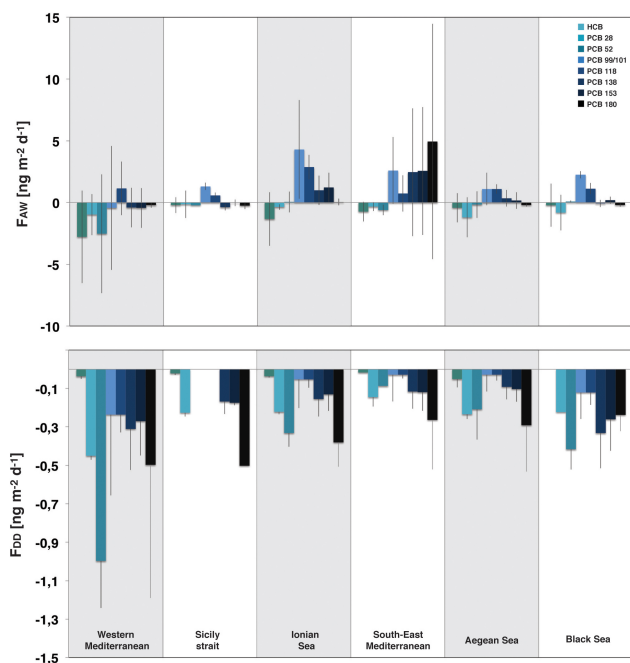 15
10
5
0
-5
-10
FAW [ng m-2 d-1]
HCB
PCB 28
PCB 52
PCB 99/101
PCB 118
PCB 138
PCB 153
PCB 180
-0,1
-0,3
-0,5
-0,7
-0,9
-1,1
-1.3
-1.5
FDD [ng m-2 d-1]
Western
Mediterranean
Sicily
strait
Ionian
Sea
South-East
Mediterranean
Aegean Sea
Black Sea